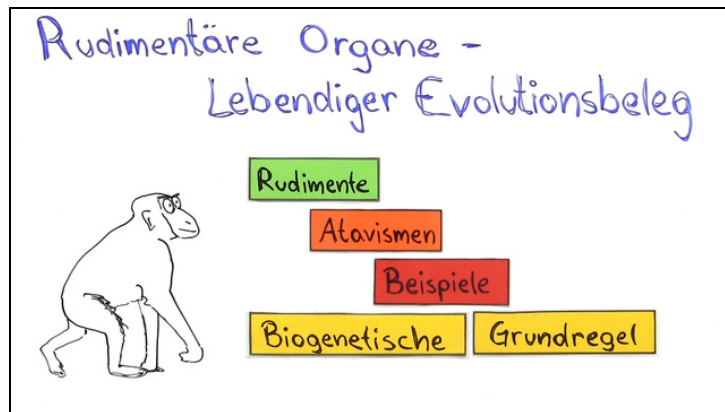 Rudimentäre Organe -
Lebendiger Evolutionsbeleg
Rudimente
Atavismen
Beispiele
Biogenetische Grundregel